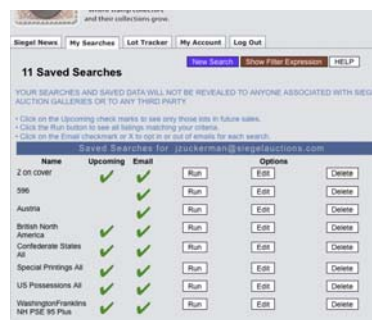 and their collections grow.
Siegel News My Searches Lot Tracker My Account Log Out
New Search Show Filter Expression HELP
11 Saved Searches
YOUR SEARCHES AND SAVED DATA WILL NOT BE REVEALED TO ANYONE ASSOCIATED WITH SIEG
AUCTION GALLERIES OR TO ANY THIRD PARTY
• Click on the Upcoming check marks to see only those lots in future sales.
• Click the Run button to see all listings matching your criteria.
• Click on the Email checkmark or X to opt in or out of emails for each search.
Saved Searches for jzuckerman@siegelauctions.com
Name Upcoming Email Options
Z on cover Run Edit Delete
596 Run Edit Delete
Austria Run Edit Delete
British North
America Run Edit Delete
Confederate States
All Run Edit Delete
Special Printings All Run Edit Delete
US Possessions All Run Edit Delete
WashingtonFranklins
NH PSE 95 Plus Run Edit Delete